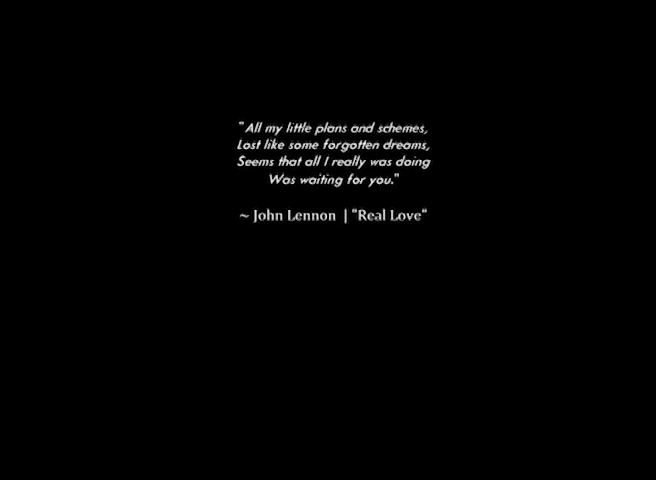 "All my little plans and schemes,
Lost like some forgotten dreams,
Seems that all I really was doing
Was waiting for you."
~ John Lennon | "Real Love"